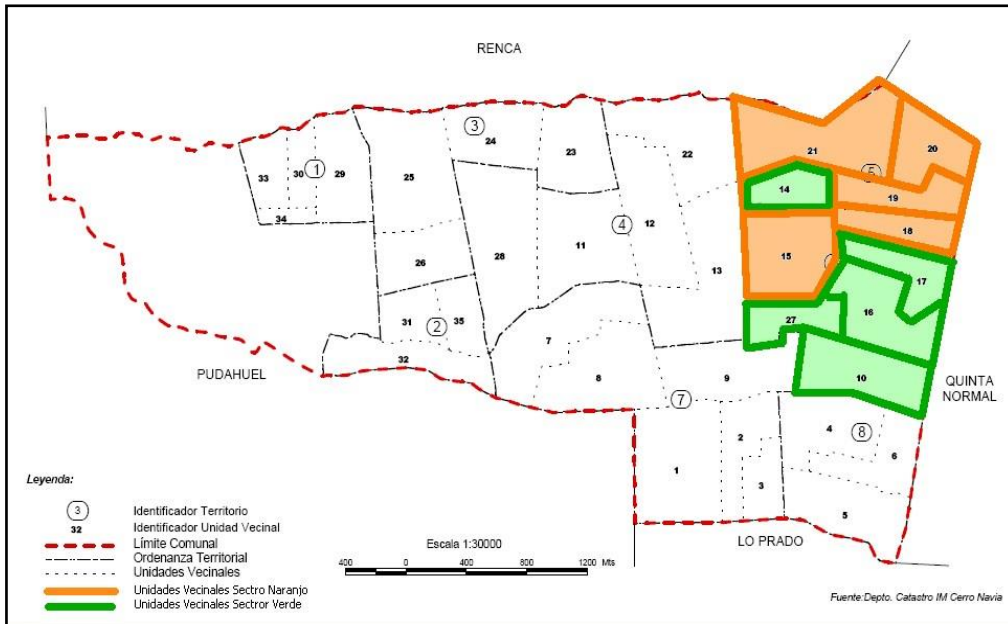 RENCA
21
20
3
24
23
22
5
33
30
1
29
25
14
19
34
4
12
18
11
15
26
28
13
17
31
2
35
27
16
7
32
PUDAHUEL
8
9
10
QUINTA
NORMAL
7
4
8
2
6
1
3
5
LO PRADO
Leyenda:
3 Identificador Territorio
32 Identificador Unidad Vecinal
Límite Comunal
Ordenanza Territorial
Unidades Vecinales
Unidades Vecinales Sectro Naranjo
Unidades Vecinales Sectror Verde
Escala 1:30000
400 0 400 800 1200 Mts
Fuente:Depto. Catastro IM Cerro Navia